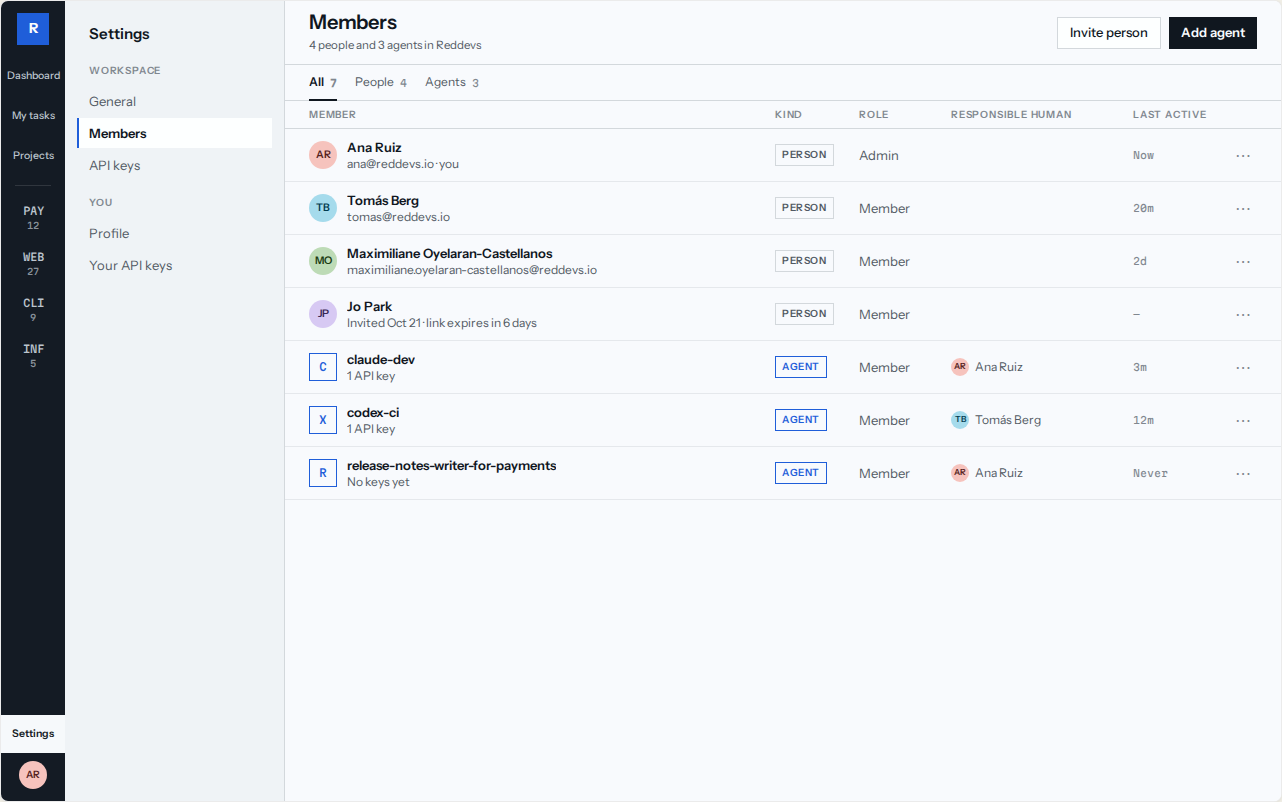 R
Dashboard
My tasks
Projects
PAY
12
WEB
27
CLI
9
INF
5
Settings
AR
Settings
WORKSPACE
General
Members
API keys
YOU
Profile
Your API keys
Members
4 people and 3 agents in Reddevs
Invite person
Add agent
All 7 People 4 Agents 3
MEMBER KIND ROLE RESPONSIBLE HUMAN LAST ACTIVE
AR Ana Ruiz PERSON Admin Now ...
ana@reddevs.io · you
TB Tomás Berg PERSON Member 20m ...
tomas@reddevs.io
MO Maximiliane Oyelaran-Castellanos PERSON Member 2d ...
maximiliane.oyelaran-castellanos@reddevs.io
JP Jo Park PERSON Member – ...
Invited Oct 21 · link expires in 6 days
C claude-dev AGENT Member AR Ana Ruiz 3m ...
1 API key
X codex-ci AGENT Member TB Tomás Berg 12m ...
1 API key
R release-notes-writer-for-payments AGENT Member AR Ana Ruiz Never ...
No keys yet